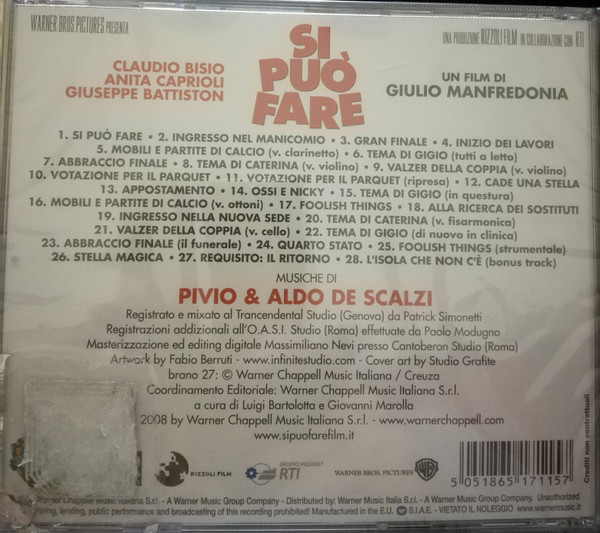 WARNER BROS. PICTURES PRESENTA
UNA PRODUZIONE RIZZOLI FILM IN COLLABORAZIONE CON RTI
SI
PUÒ
FARE
CLAUDIO BISIO
ANITA CAPRIOLI
GIUSEPPE BATTISTON
UN FILM DI
GIULIO MANFREDONIA
1. SI PUÒ FARE • 2. INGRESSO NEL MANICOMIO • 3. GRAN FINALE • 4. INIZIO DEI LAVORI
5. MOBILI E PARTITE DI CALCIO (v. clarinetto) • 6. TEMA DI GIGIO (tutti a letto)
7. ABBRACCIO FINALE • 8. TEMA DI CATERINA (v. violino) • 9. VALZER DELLA COPPIA (v. violino)
10. VOTAZIONE PER IL PARQUET • 11. VOTAZIONE PER IL PARQUET (ripresa) • 12. CADE UNA STELLA
13. APPOSTAMENTO • 14. OSSI E NICKY • 15. TEMA DI GIGIO (in questura)
16. MOBILI E PARTITE DI CALCIO (v. ottoni) • 17. FOOLISH THINGS • 18. ALLA RICERCA DEI SOSTITUTI
19. INGRESSO NELLA NUOVA SEDE • 20. TEMA DI CATERINA (v. fisarmonica)
21. VALZER DELLA COPPIA (v. cello) • 22. TEMA DI GIGIO (di nuovo in clinica)
23. ABBRACCIO FINALE (il funerale) • 24. QUARTO STATO • 25. FOOLISH THINGS (strumentale)
26. STELLA MAGICA • 27. REQUISITO: IL RITORNO • 28. L'ISOLA CHE NON C'È (bonus track)
MUSICHE DI
PIVIO & ALDO DE SCALZI
Registrato e mixato al Trancendental Studio (Genova) da Patrick Simonetti
Registrazioni addizionali all'O.A.S.I. Studio (Roma) effettuate da Paolo Modugno
Masterizzazione ed editing digitale Massimiliano Nevi presso Cantoberon Studio (Roma)
Artwork by Fabio Berruti - www.infinitestudio.com - Cover art by Studio Grafite
brano 27: © Warner Chappell Music Italiana / Creuza
Coordinamento Editoriale: Warner Chappell Music Italiana S.r.l.
a cura di Luigi Bartolotta e Giovanni Marolla
2008 by Warner Chappell Music Italiana S.r.l. - www.warnerchappell.com
www.sipuofarefilm.it
Crediti non contrattuali
RIZZOLI FILM
GRUPPO MEDIASET
RTI
WARNER BROS. PICTURES
WB
5 051865 171157
Warner Chappell Music Italiana S.r.l. - A Warner Music Group Company - Distributed by: Warner Music Italia S.r.l. - A Warner Music Group Company. Unauthorized
lending, public performance and broadcasting of this recording prohibited Manufactured in the E.U. S.I.A.E. - VIETATO IL NOLEGGIO www.warnermusic.it